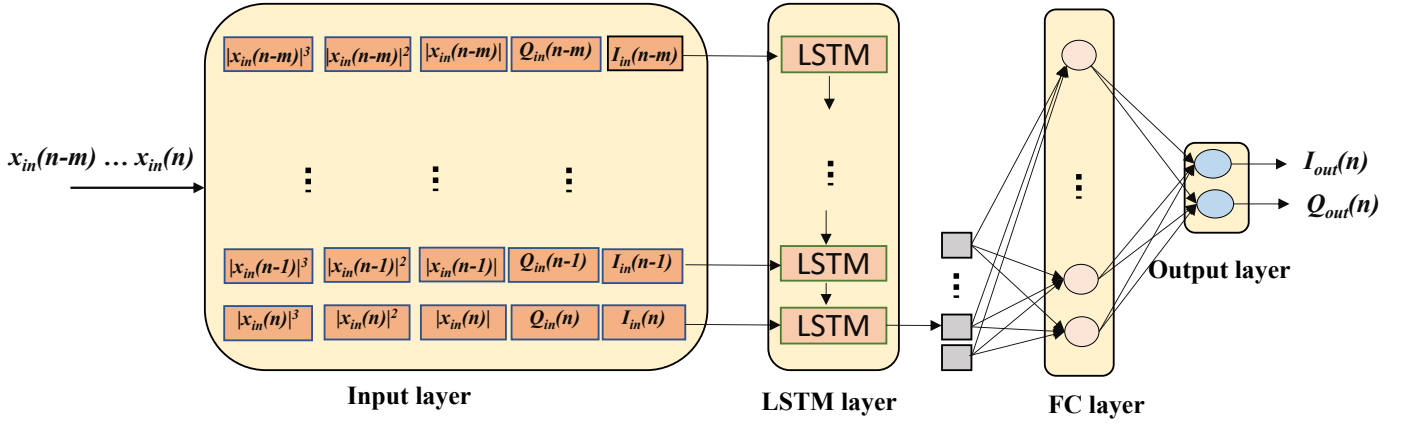 |x_in(n-m)|³ |x_in(n-m)|² |x_in(n-m)| Q_in(n-m) I_in(n-m) LSTM
x_in(n-m) … x_in(n)
I_out(n)
Q_out(n)
|x_in(n-1)|³ |x_in(n-1)|² |x_in(n-1)| Q_in(n-1) I_in(n-1) LSTM
Output layer
|x_in(n)|³ |x_in(n)|² |x_in(n)| Q_in(n) I_in(n) LSTM
Input layer
LSTM layer
FC layer